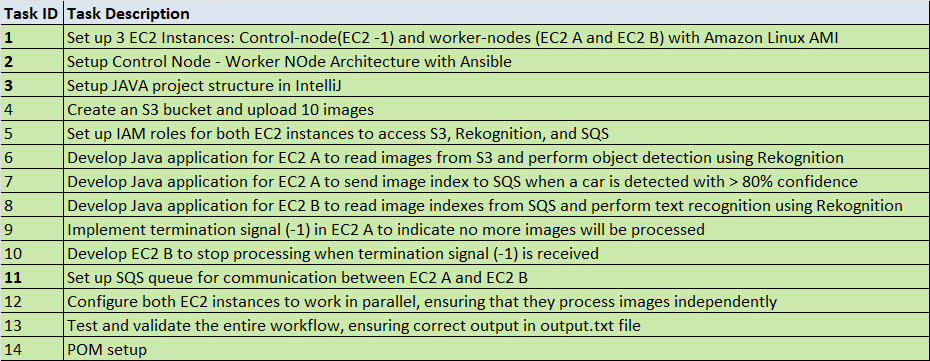 Task ID Task Description
1 Set up 3 EC2 Instances: Control-node(EC2 -1) and worker-nodes (EC2 A and EC2 B) with Amazon Linux AMI
2 Setup Control Node - Worker NOde Architecture with Ansible
3 Setup JAVA project structure in IntelliJ
4 Create an S3 bucket and upload 10 images
5 Set up IAM roles for both EC2 instances to access S3, Rekognition, and SQS
6 Develop Java application for EC2 A to read images from S3 and perform object detection using Rekognition
7 Develop Java application for EC2 A to send image index to SQS when a car is detected with > 80% confidence
8 Develop Java application for EC2 B to read image indexes from SQS and perform text recognition using Rekognition
9 Implement termination signal (-1) in EC2 A to indicate no more images will be processed
10 Develop EC2 B to stop processing when termination signal (-1) is received
11 Set up SQS queue for communication between EC2 A and EC2 B
12 Configure both EC2 instances to work in parallel, ensuring that they process images independently
13 Test and validate the entire workflow, ensuring correct output in output.txt file
14 POM setup